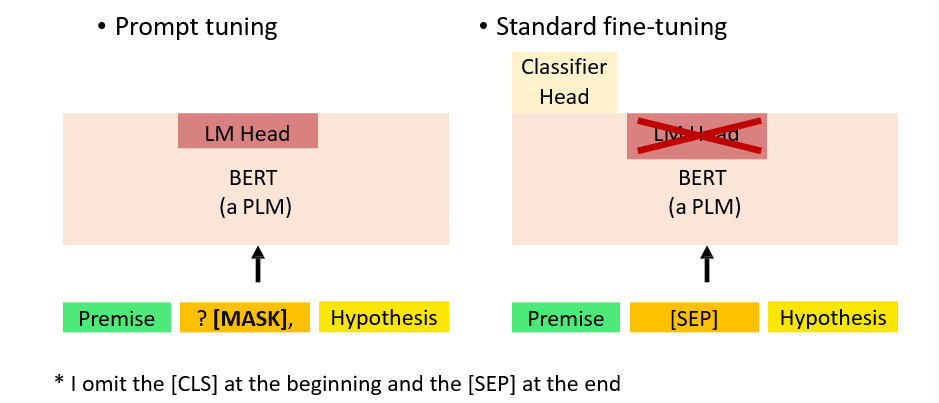 • Prompt tuning
LM Head
BERT
(a PLM)
Premise
? [MASK],
Hypothesis
• Standard fine-tuning
Classifier
Head
LM Head
BERT
(a PLM)
Premise
[SEP]
Hypothesis
* I omit the [CLS] at the beginning and the [SEP] at the end